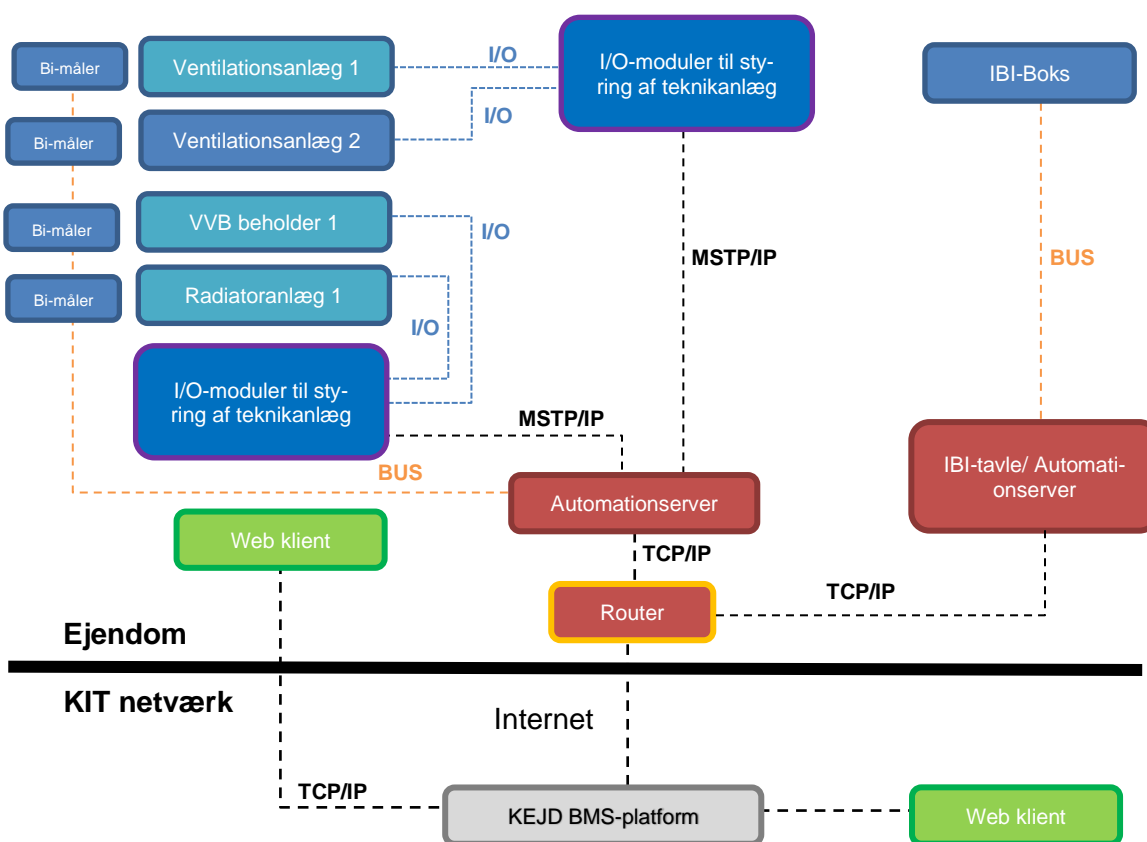 Bi-måler
Ventilationsanlæg 1
I/O
I/O-moduler til sty-
ring af teknikanlæg
IBI-Boks
I/O
Bi-måler
Ventilationsanlæg 2
Bi-måler
VVB beholder 1
I/O
MSTP/IP
BUS
Bi-måler
Radiatoranlæg 1
I/O
I/O-moduler til sty-
ring af teknikanlæg
MSTP/IP
BUS
IBI-tavle/ Automati-
onserver
Automationserver
Web klient
TCP/IP
TCP/IP
Router
Ejendom
KIT netværk
Internet
TCP/IP
KEJD BMS-platform
Web klient